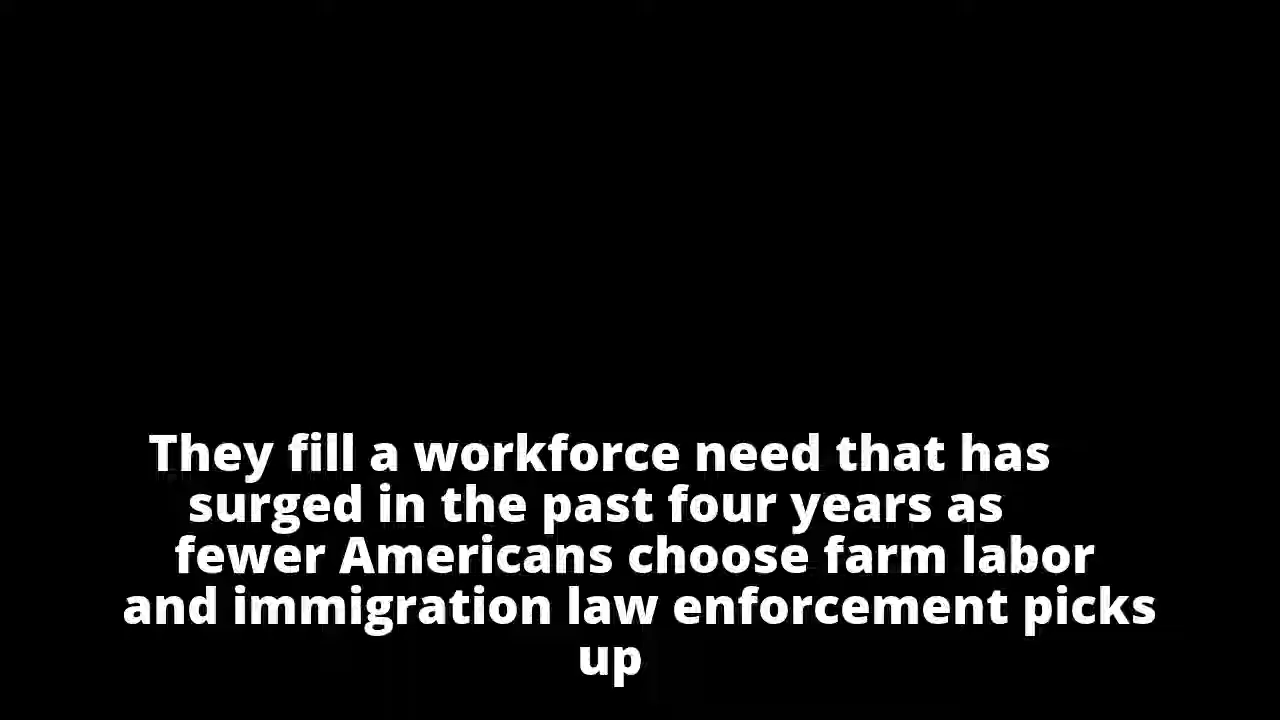 They fill a workforce need that has
surged in the past four years as
fewer Americans choose farm labor
and immigration law enforcement picks
up